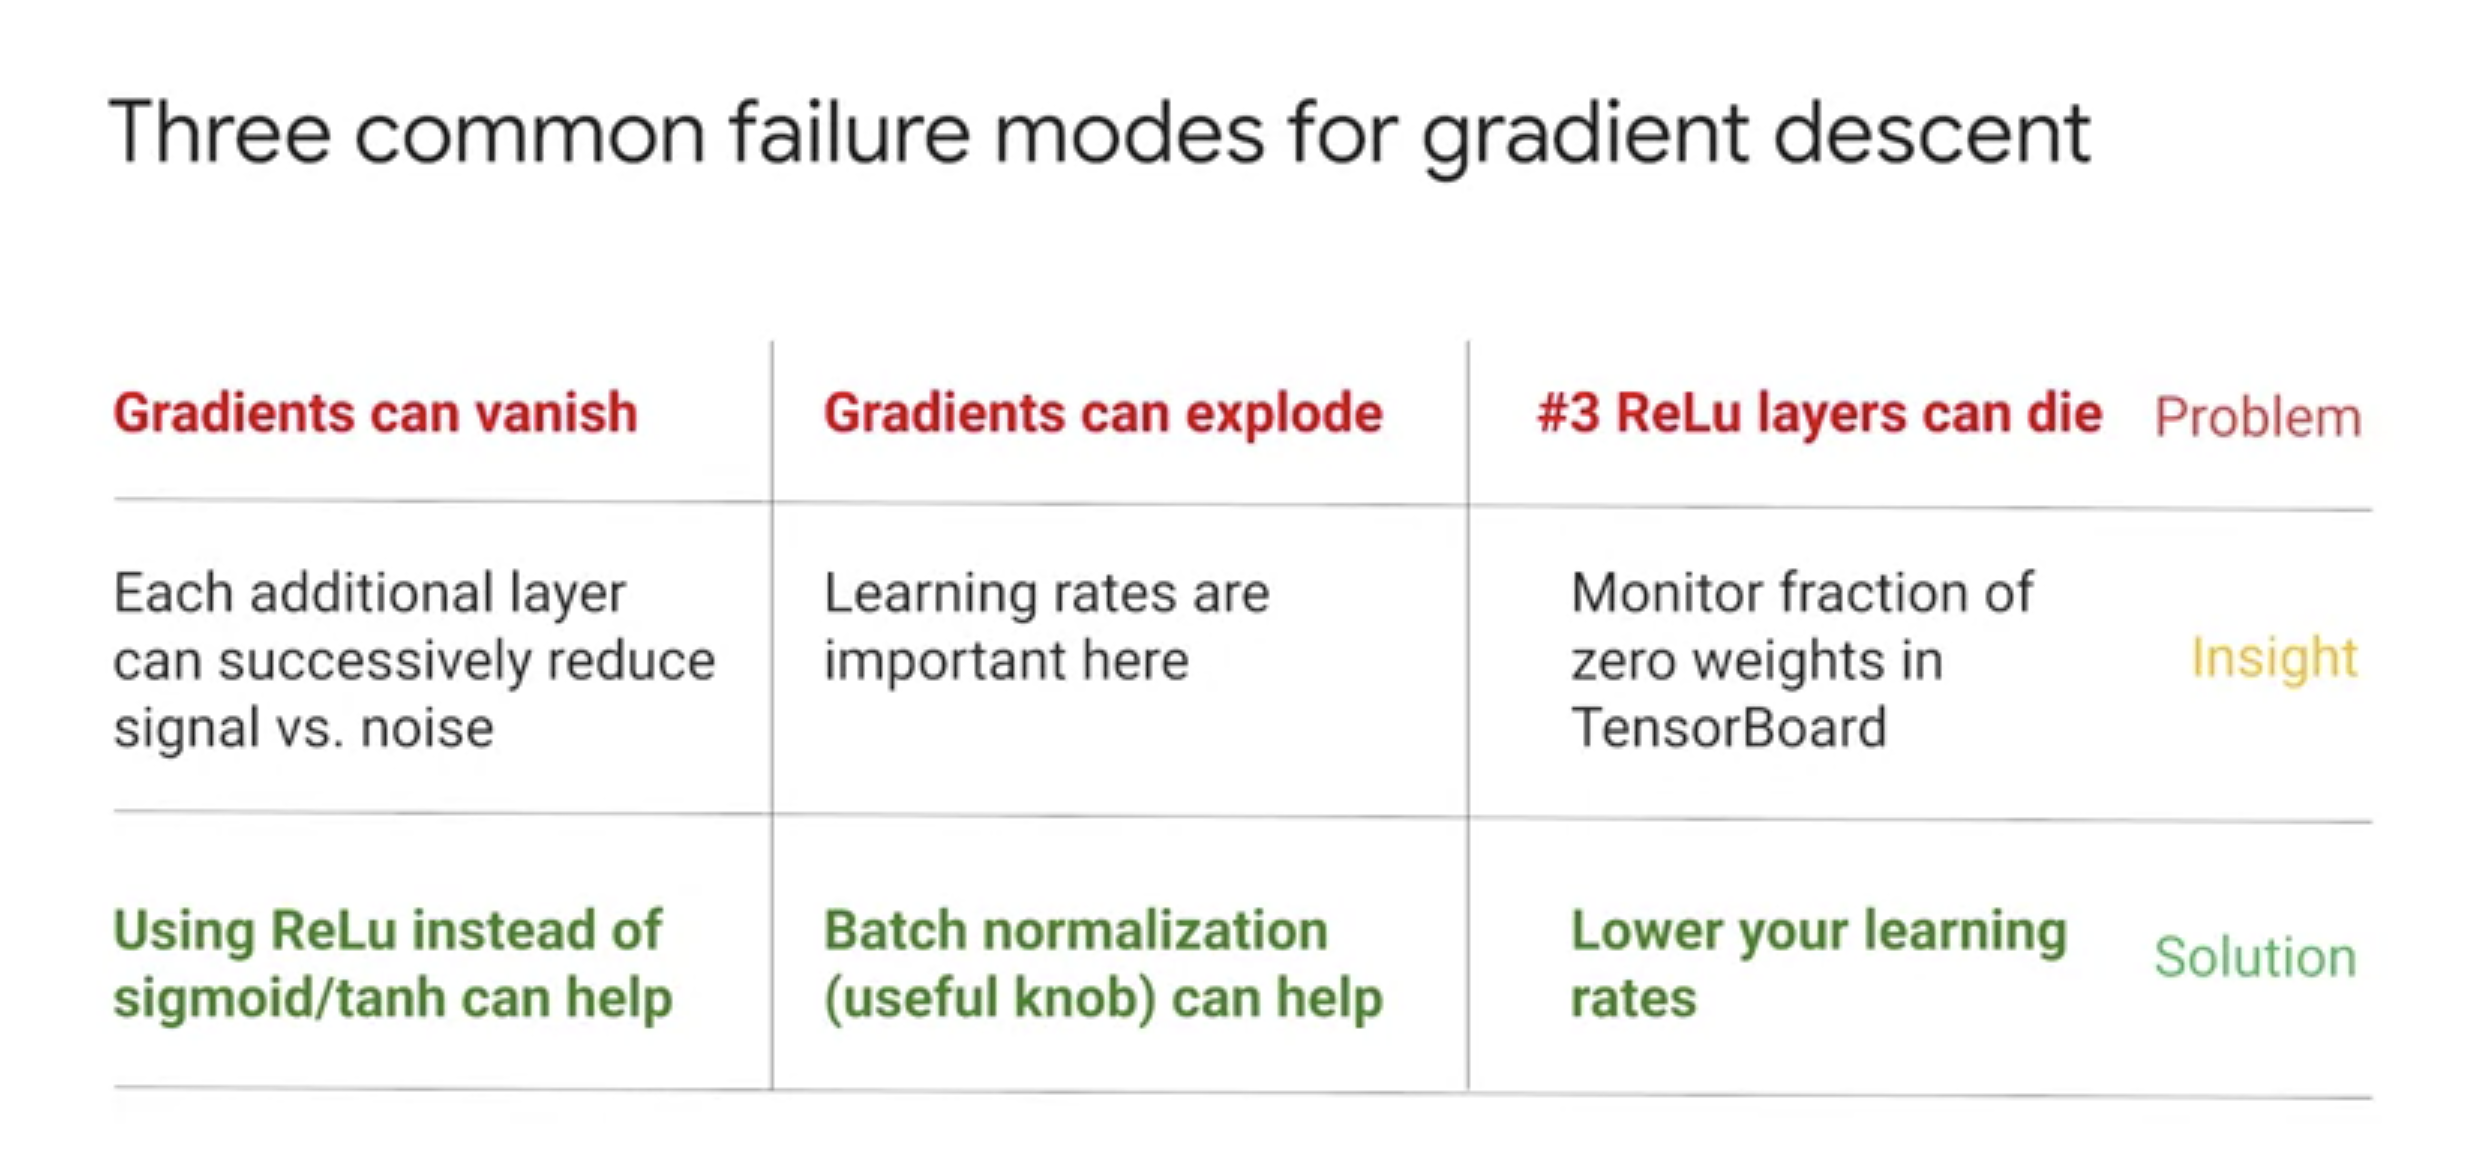 Three common failure modes for gradient descent
Gradients can vanish
Gradients can explode
#3 ReLu layers can die
Problem
Each additional layer
can successively reduce
signal vs. noise
Learning rates are
important here
Monitor fraction of
zero weights in
TensorBoard
Insight
Using ReLu instead of
sigmoid/tanh can help
Batch normalization
(useful knob) can help
Lower your learning
rates
Solution